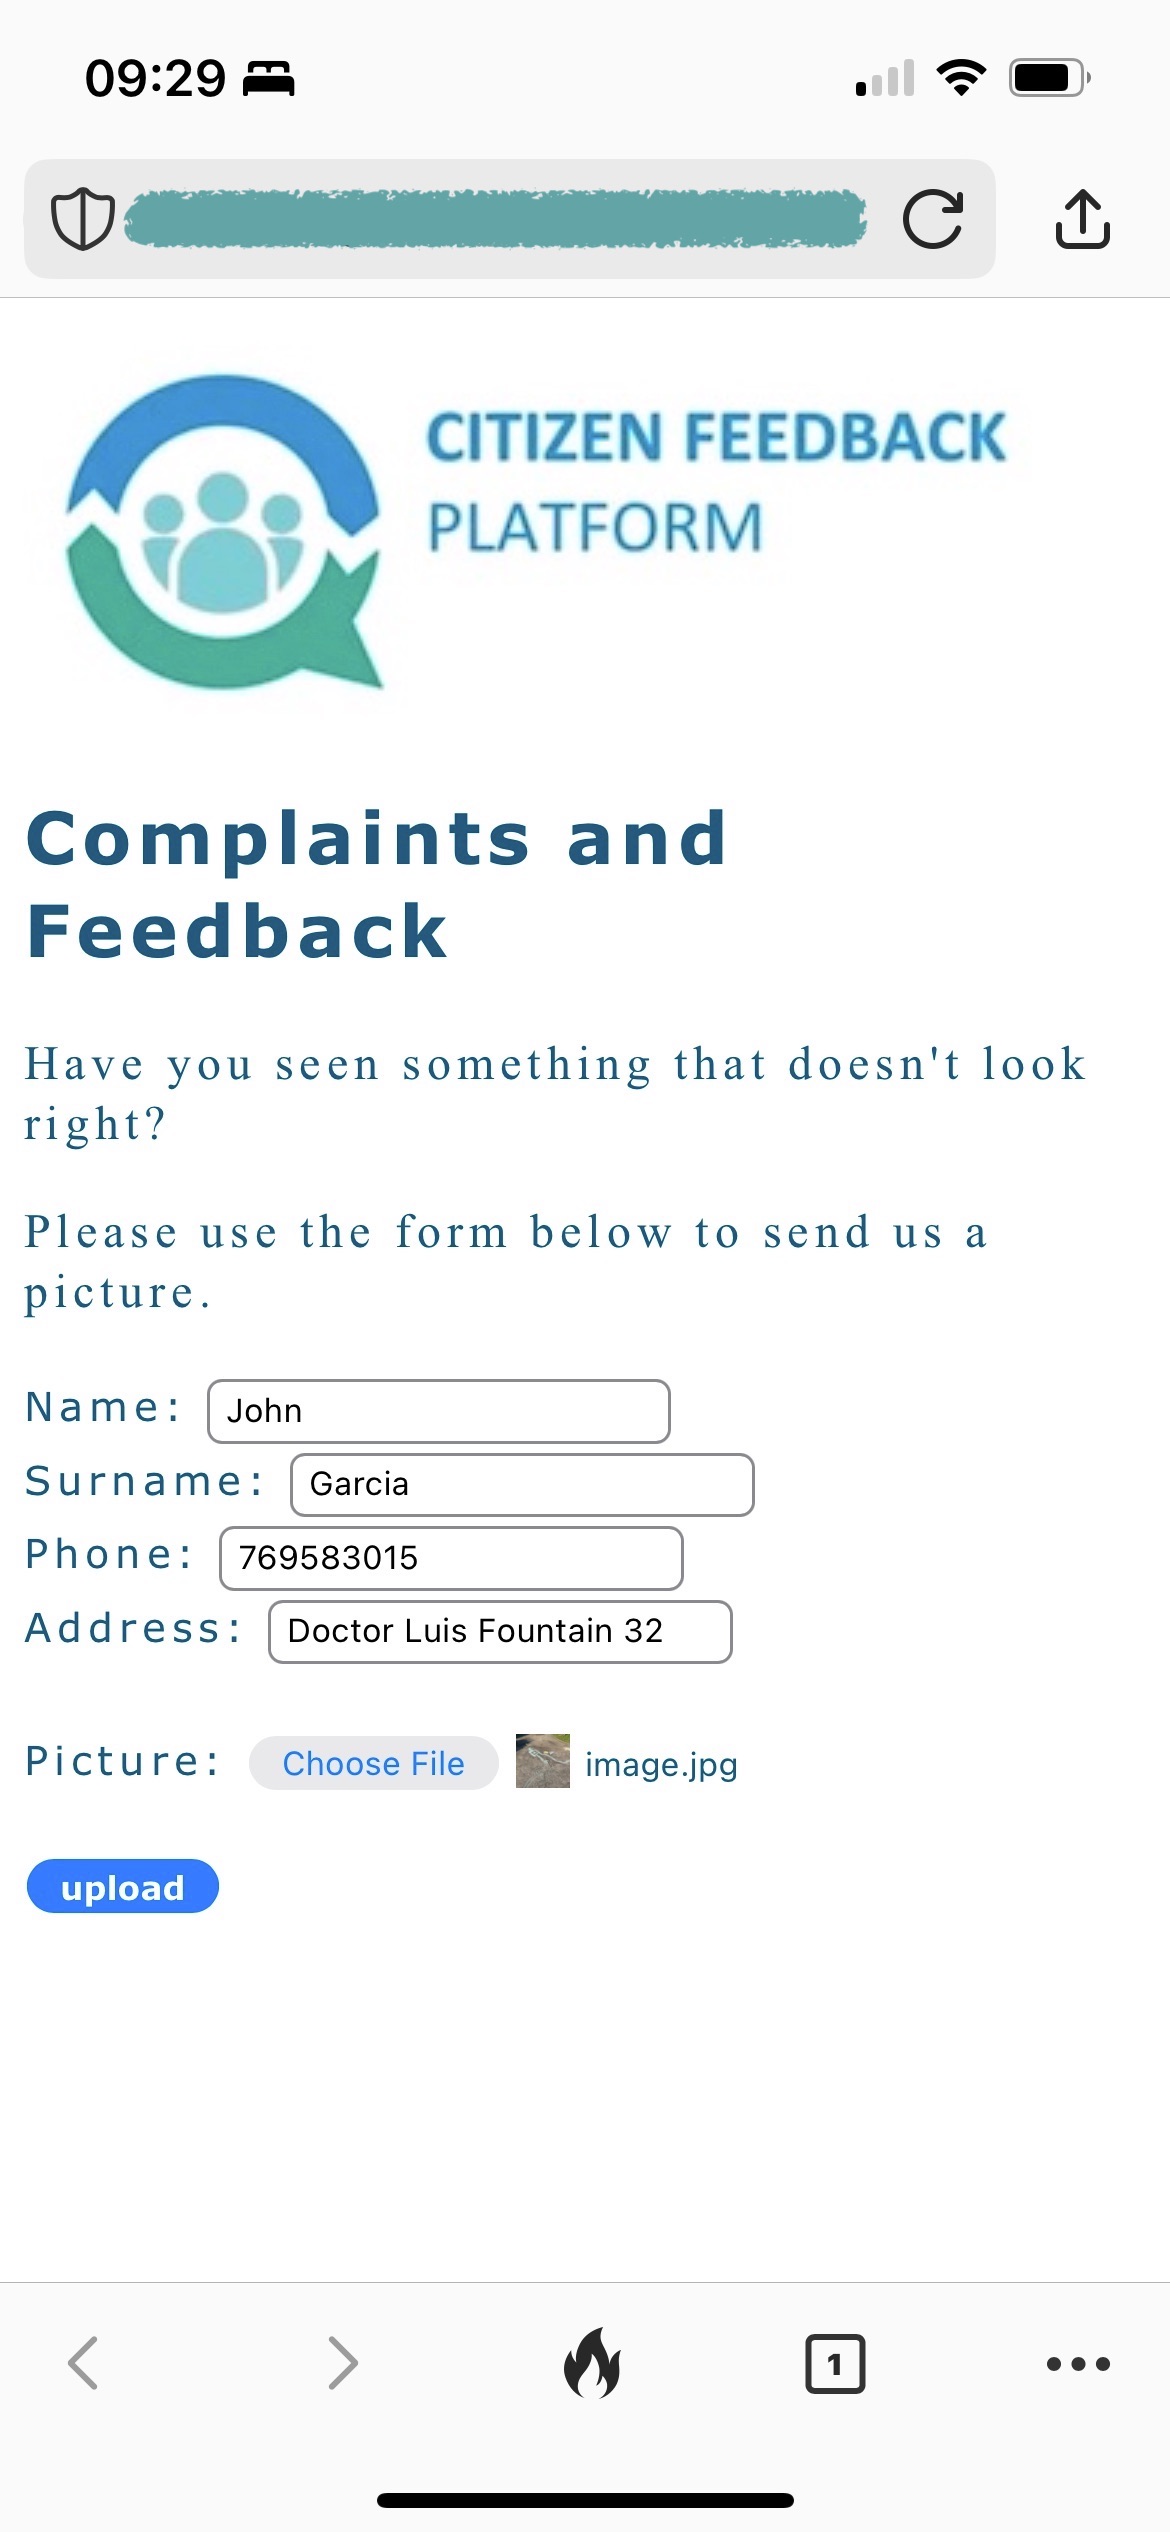 09:29
CITIZEN FEEDBACK
PLATFORM
Complaints and
Feedback
Have you seen something that doesn't look
right?
Please use the form below to send us a
picture.
Name: John
Surname: Garcia
Phone: 769583015
Address: Doctor Luis Fountain 32
Picture: Choose File image.jpg
upload
1